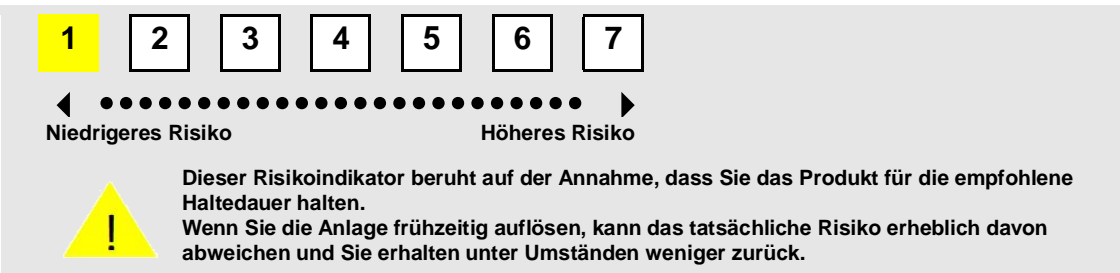 1 2 3 4 5 6 7
Niedrigeres Risiko Höheres Risiko
! Dieser Risikoindikator beruht auf der Annahme, dass Sie das Produkt für die empfohlene
Haltedauer halten.
Wenn Sie die Anlage frühzeitig auflösen, kann das tatsächliche Risiko erheblich davon
abweichen und Sie erhalten unter Umständen weniger zurück.